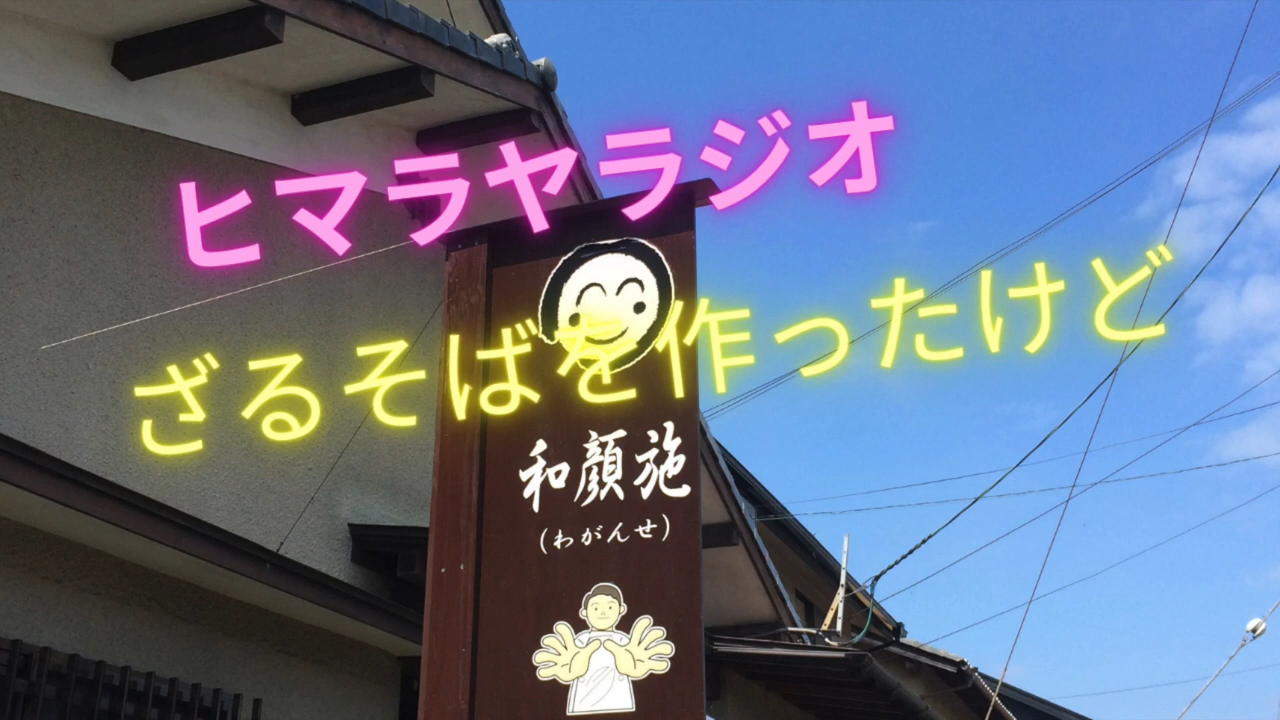 ヒマラヤラジオ
ざるそばを作ったけど
和顔施
(わがんせ)